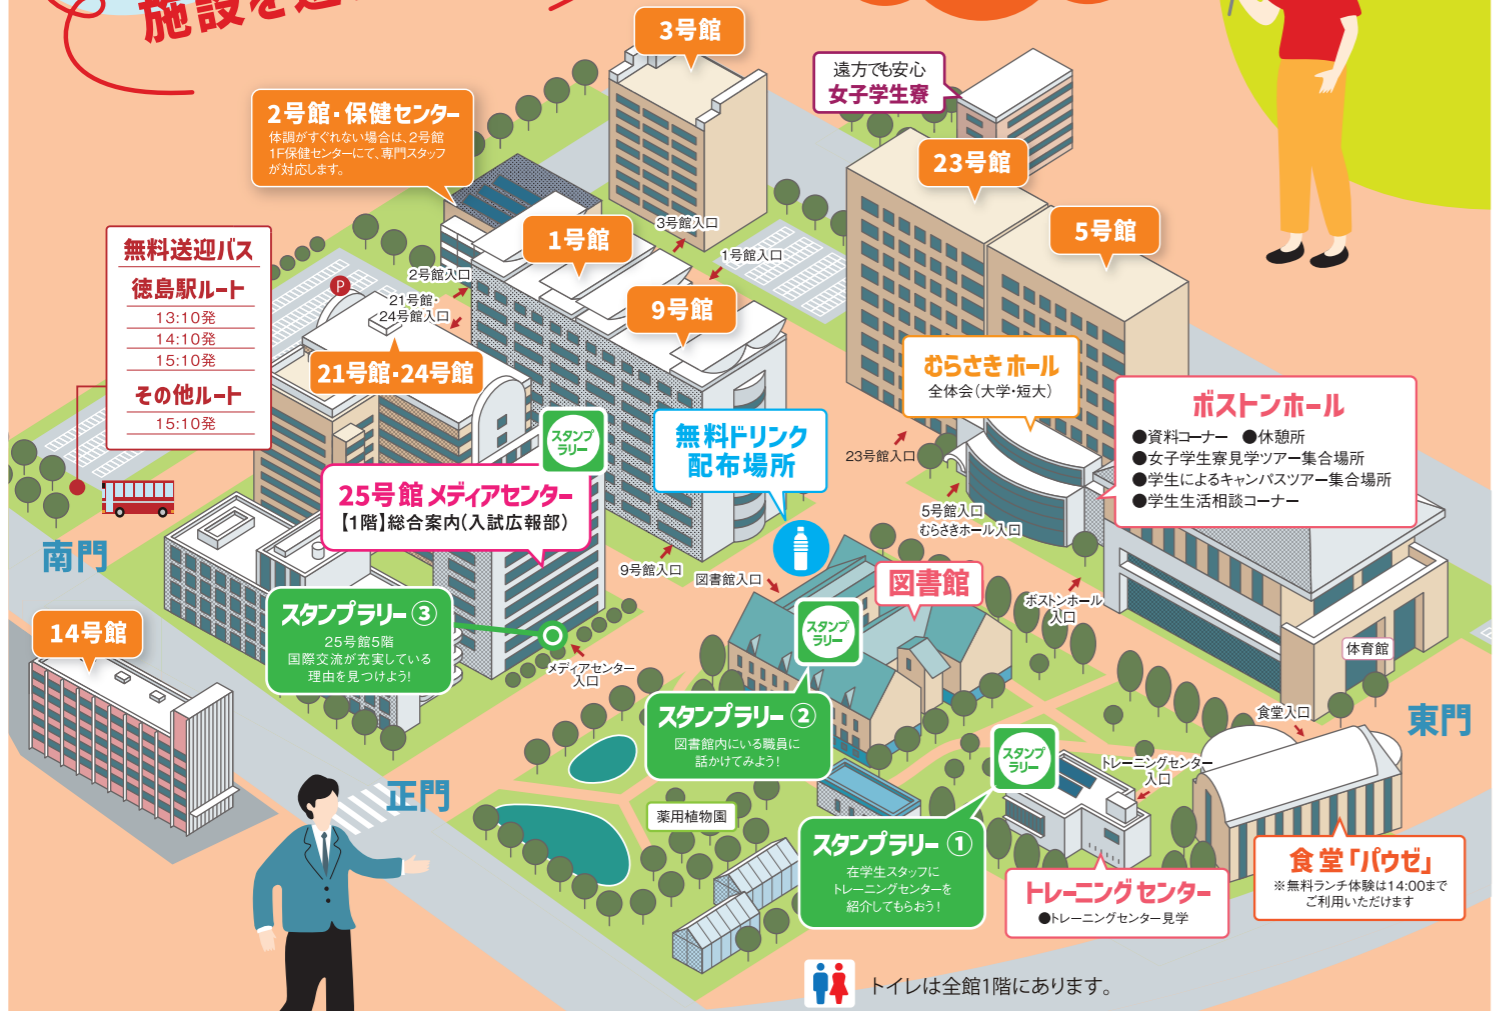 施設を
3号館
遠方でも安心
女子学生寮
2号館・保健センター
体調がすぐれない場合は、2号館
1F保健センターにて、専門スタッフ
が対応します。
23号館
5号館
1号館
3号館入口
1号館入口
9号館
2号館入口
21号館・
24号館入口
P
無料送迎バス
徳島駅ルート
13:10発
14:10発
15:10発
その他ルート
15:10発
21号館・24号館
むらさきホール
全体会(大学・短大)
ボストンホール
●資料コーナー ●休憩所
●女子学生寮見学ツアー集合場所
●学生によるキャンパスツアー集合場所
●学生生活相談コーナー
スタンプ
ラリー
無料ドリンク
配布場所
23号館入口
25号館 メディアセンター
【1階】総合案内(入試広報部)
5号館入口
むらさきホール入口
南門
9号館入口
図書館入口
図書館
ボストンホール
入口
スタンプラリー③
25号館5階
国際交流が充実している
理由を見つけよう!
14号館
スタンプ
ラリー
体育館
メディアセンター
入口
スタンプラリー②
図書館内にいる職員に
話かけてみよう!
食堂入口
東門
スタンプ
ラリー
トレーニングセンター
入口
正門
薬用植物園
スタンプラリー①
在学生スタッフに
トレーニングセンターを
紹介してもらおう!
トレーニングセンター
●トレーニングセンター見学
食堂「パウゼ」
※無料ランチ体験は14:00まで
ご利用いただけます
トイレは全館1階にあります。